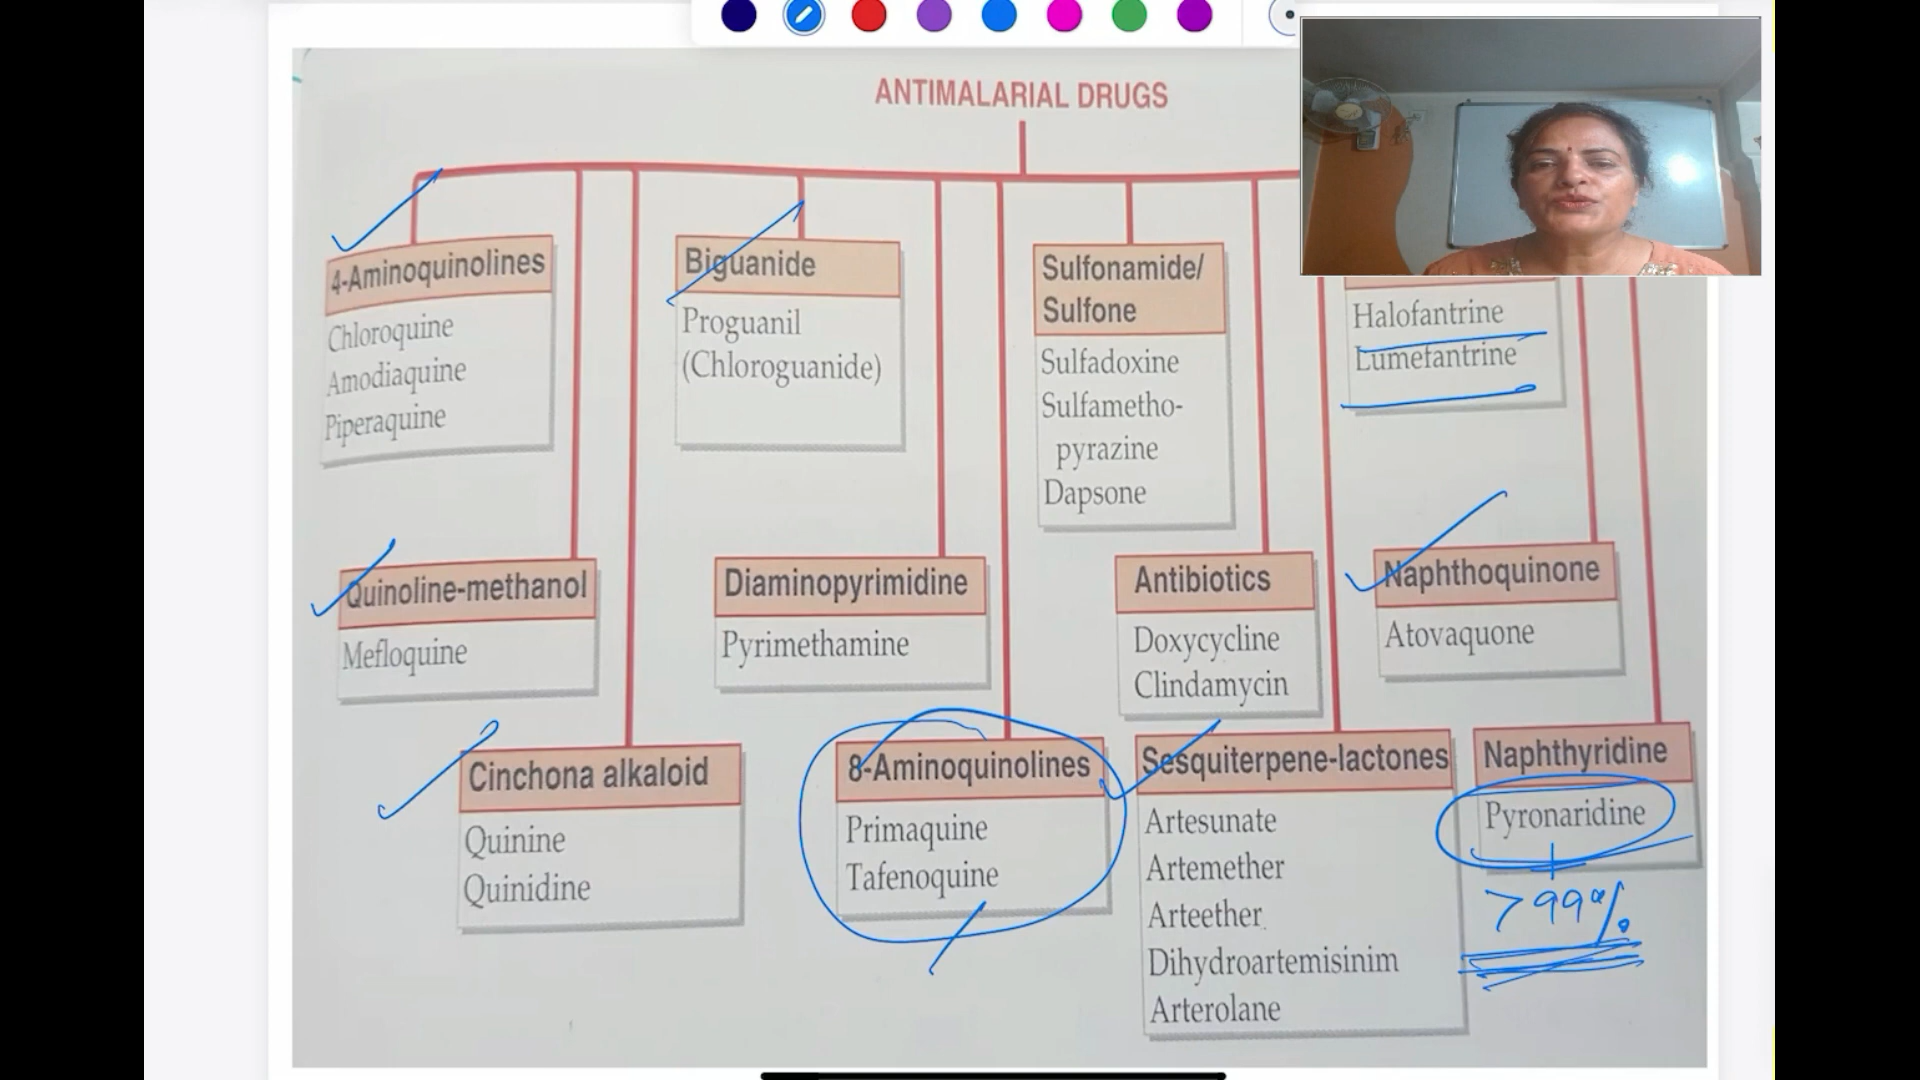 ANTIMALARIAL DRUGS
4-Aminoquinolines
Chloroquine
Amodiaquine
Piperaquine
Biguanide
Proguanil
(Chloroguanide)
Sulfonamide/
Sulfone
Sulfadoxine
Sulfametho-
pyrazine
Dapsone
Halofantrine
Lumefantrine
Quinoline-methanol
Mefloquine
Diaminopyrimidine
Pyrimethamine
Antibiotics
Doxycycline
Clindamycin
Naphthoquinone
Atovaquone
Cinchona alkaloid
Quinine
Quinidine
8-Aminoquinolines
Primaquine
Tafenoquine
Sesquiterpene-lactones
Artesunate
Artemether
Arteether
Dihydroartemisinim
Arterolane
Naphthyridine
Pyronaridine
>99%